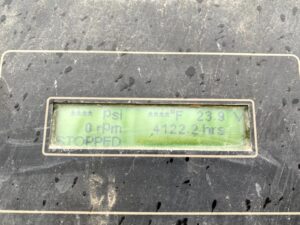 **** Psi ****°F 23.9 V
0 rpm 4122.2 hrs
STOPPED